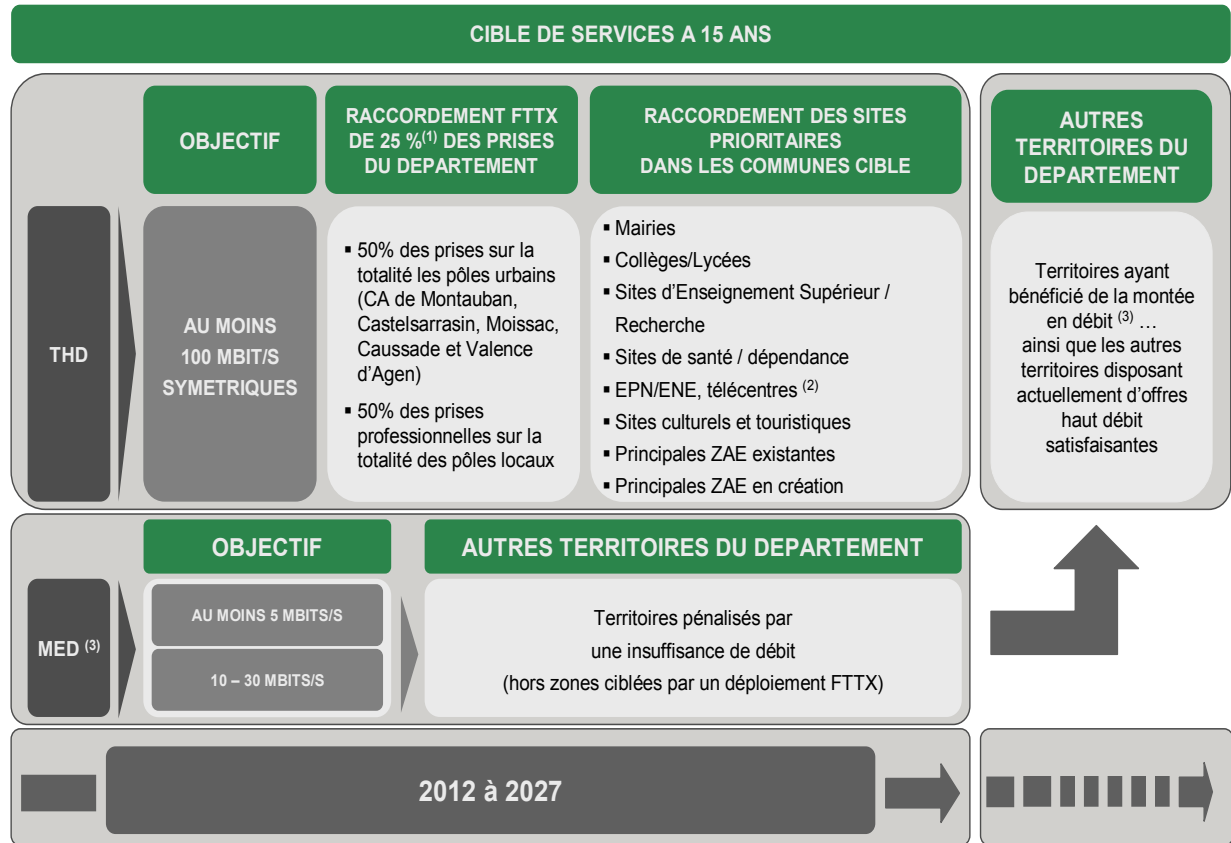 CIBLE DE SERVICES A 15 ANS
OBJECTIF
RACCORDEMENT FTTX
DE 25 %(1) DES PRISES
DU DEPARTEMENT
RACCORDEMENT DES SITES
PRIORITAIRES
DANS LES COMMUNES CIBLE
AUTRES
TERRITOIRES DU
DEPARTEMENT
THD
AU MOINS
100 MBIT/S
SYMETRIQUES
▪ 50% des prises sur la
totalité les pôles urbains
(CA de Montauban,
Castelsarrasin, Moissac,
Caussade et Valence
d'Agen)
▪ 50% des prises
professionnelles sur la
totalité des pôles locaux
▪ Mairies
▪ Collèges/Lycées
▪ Sites d'Enseignement Supérieur /
Recherche
▪ Sites de santé / dépendance
▪ EPN/ENE, télécentres (2)
▪ Sites culturels et touristiques
▪ Principales ZAE existantes
▪ Principales ZAE en création
Territoires ayant
bénéficié de la montée
en débit (3) …
ainsi que les autres
territoires disposant
actuellement d'offres
haut débit
satisfaisantes
OBJECTIF
AUTRES TERRITOIRES DU DEPARTEMENT
MED (3)
AU MOINS 5 MBITS/S
10 – 30 MBITS/S
Territoires pénalisés par
une insuffisance de débit
(hors zones ciblées par un déploiement FTTX)
2012 à 2027